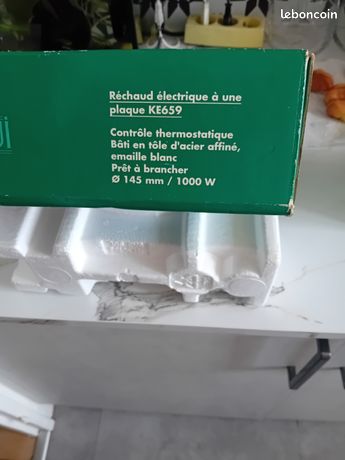 leboncoin
Réchaud électrique à une
plaque KE659
Contrôle thermostatique
Bâti en tôle d'acier affiné,
emaille blanc
Prêt à brancher
Ø 145 mm / 1000 W